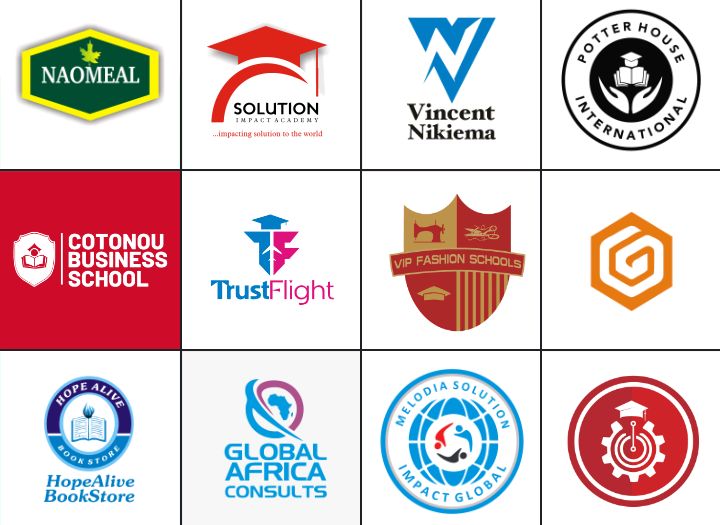 NAOMEAL
SOLUTION
IMPACT ACADEMY
...impacting solution to the world
Vincent
Nikiema
POTTER HOUSE
INTERNATIONAL
COTONOU
BUSINESS
SCHOOL
TrustFlight
VIP FASHION SCHOOLS
HOPE ALIVE
BOOK STORE
HopeAlive
BookStore
GLOBAL
AFRICA
CONSULTS
MELODIA SOLUTION
IMPACT GLOBAL